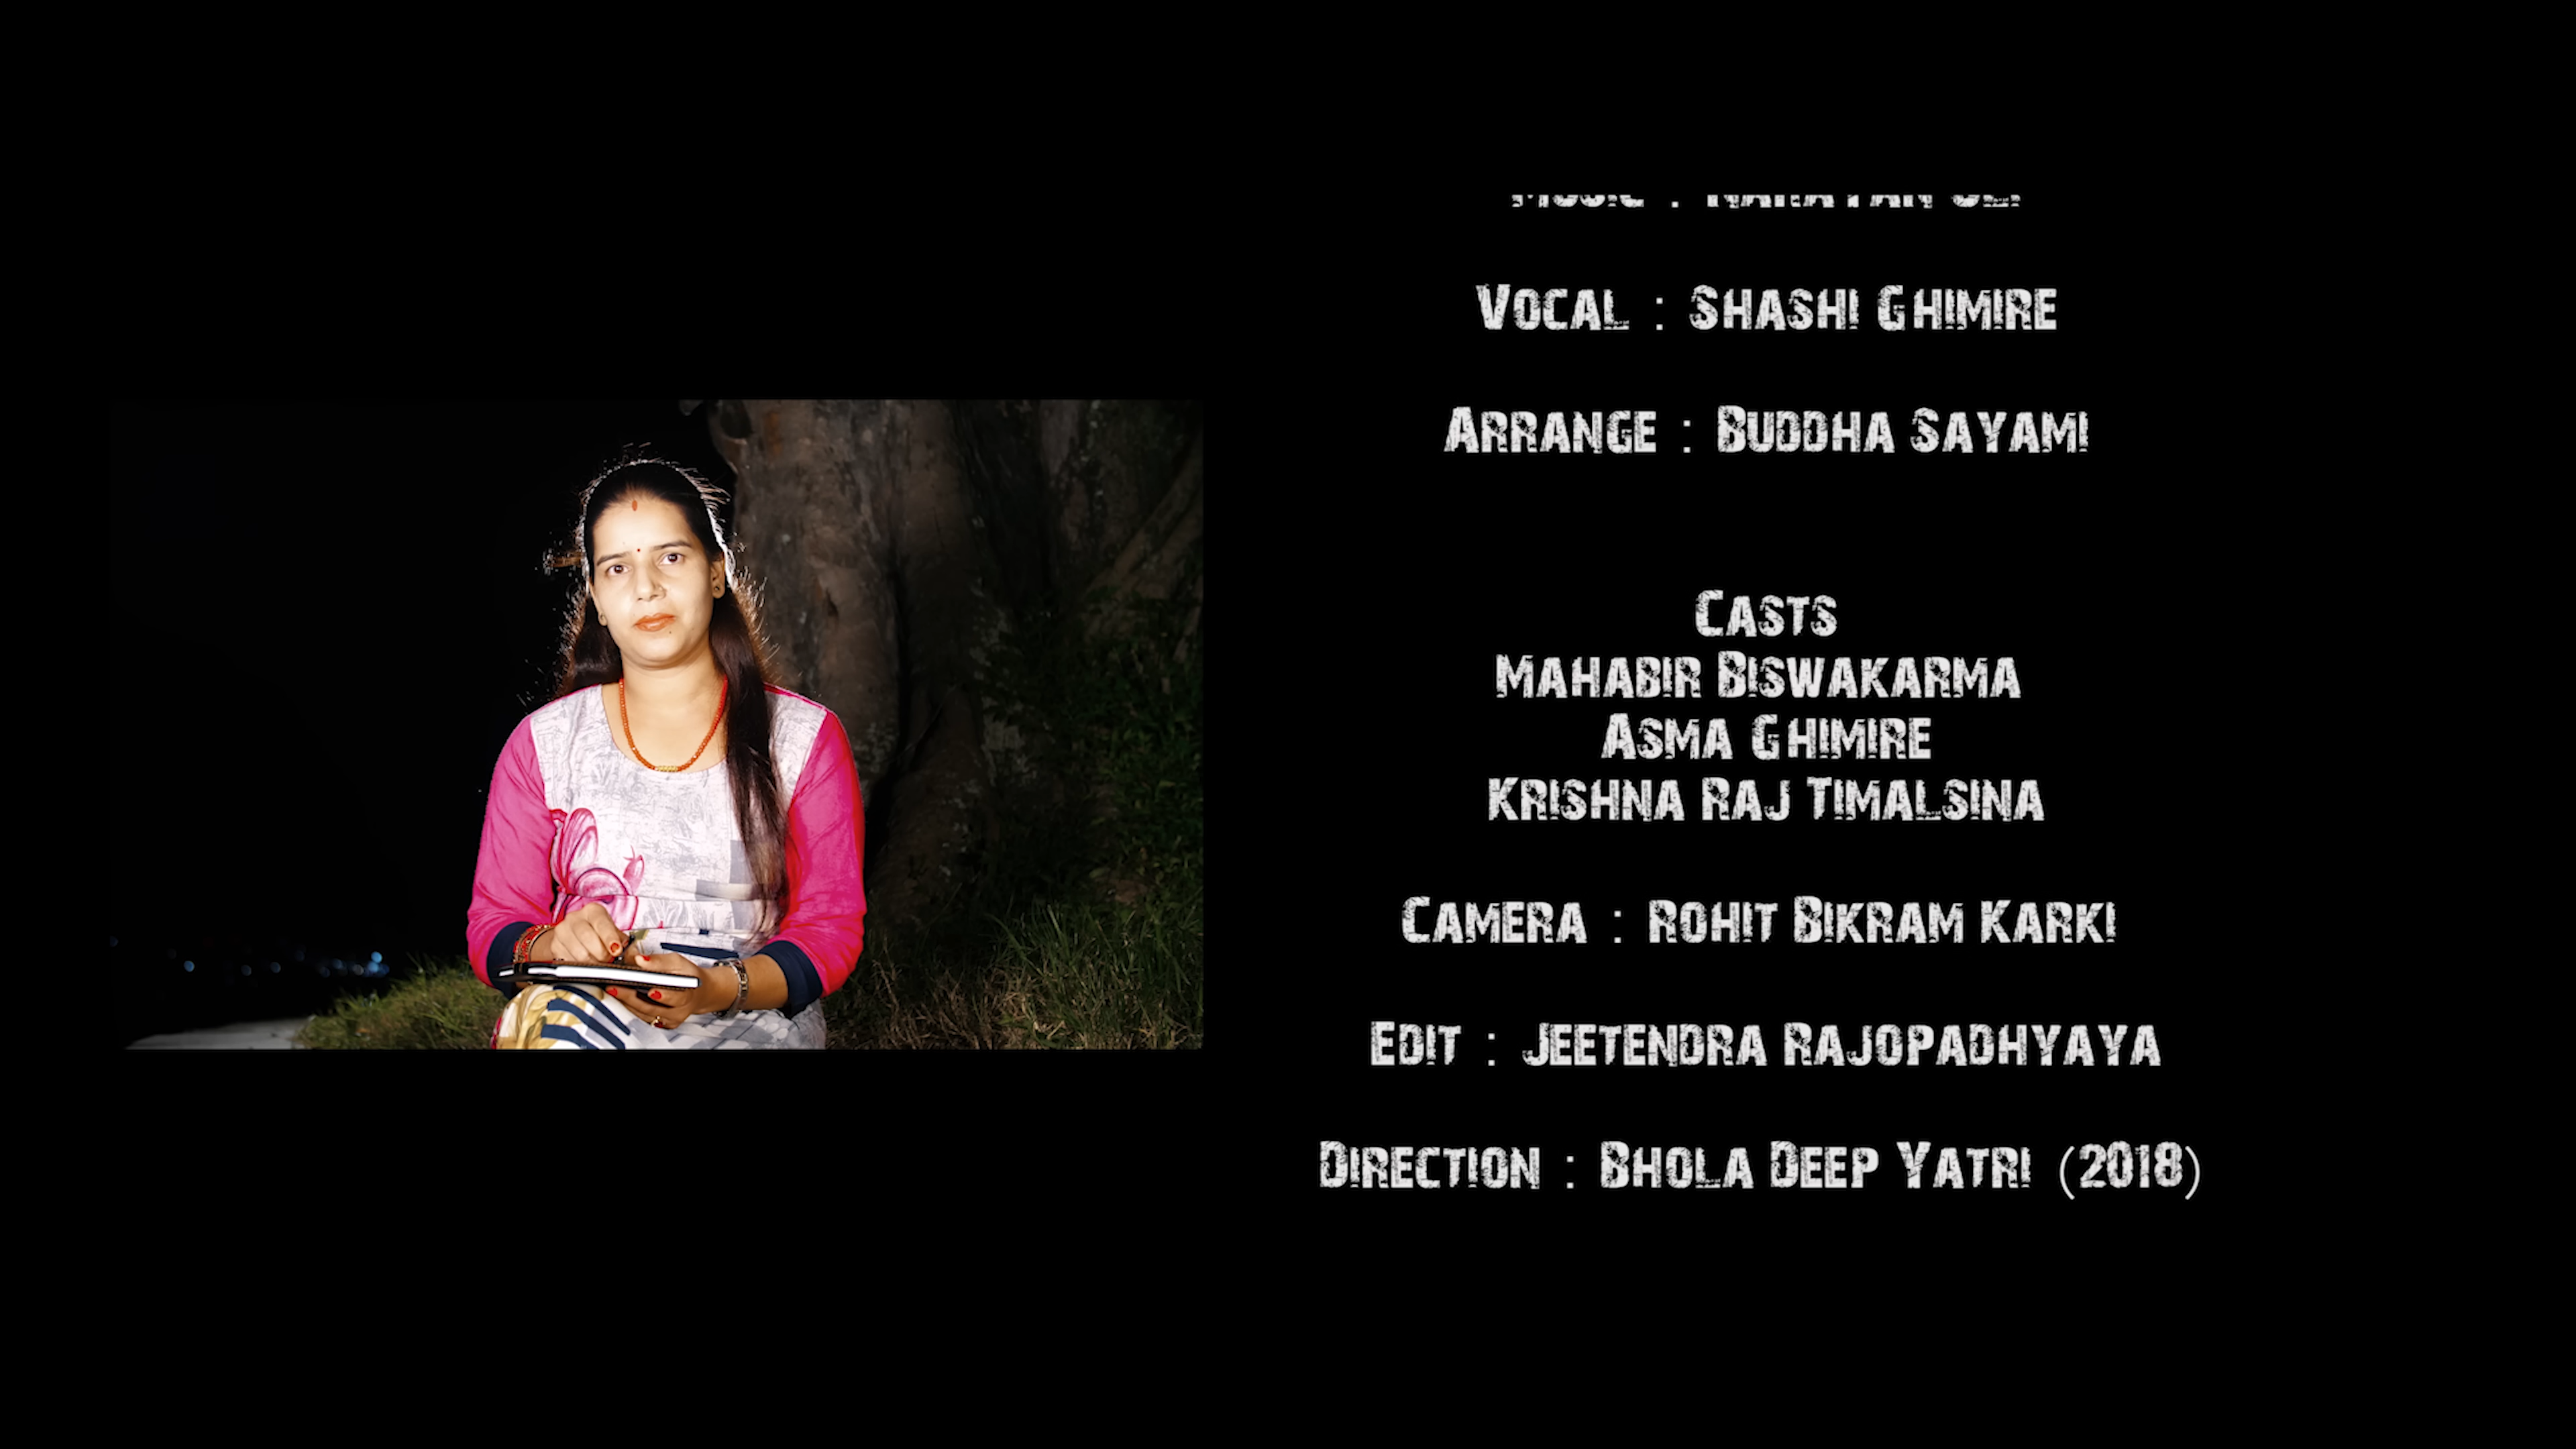 Vocal : Shashi Ghimire
Arrange : Buddha Sayami
Casts
Mahabir Biswakarma
Asma Ghimire
Krishna Raj Timalsina
Camera : Rohit Bikram Karki
Edit : Jeetendra Rajopadhyaya
Direction : Bhola Deep Yatri (2018)